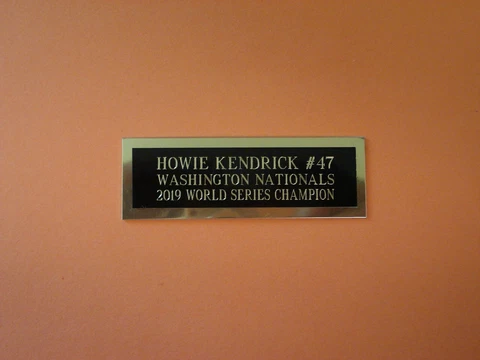 HOWIE KENDRICK #47
WASHINGTON NATIONALS
2019 WORLD SERIES CHAMPION